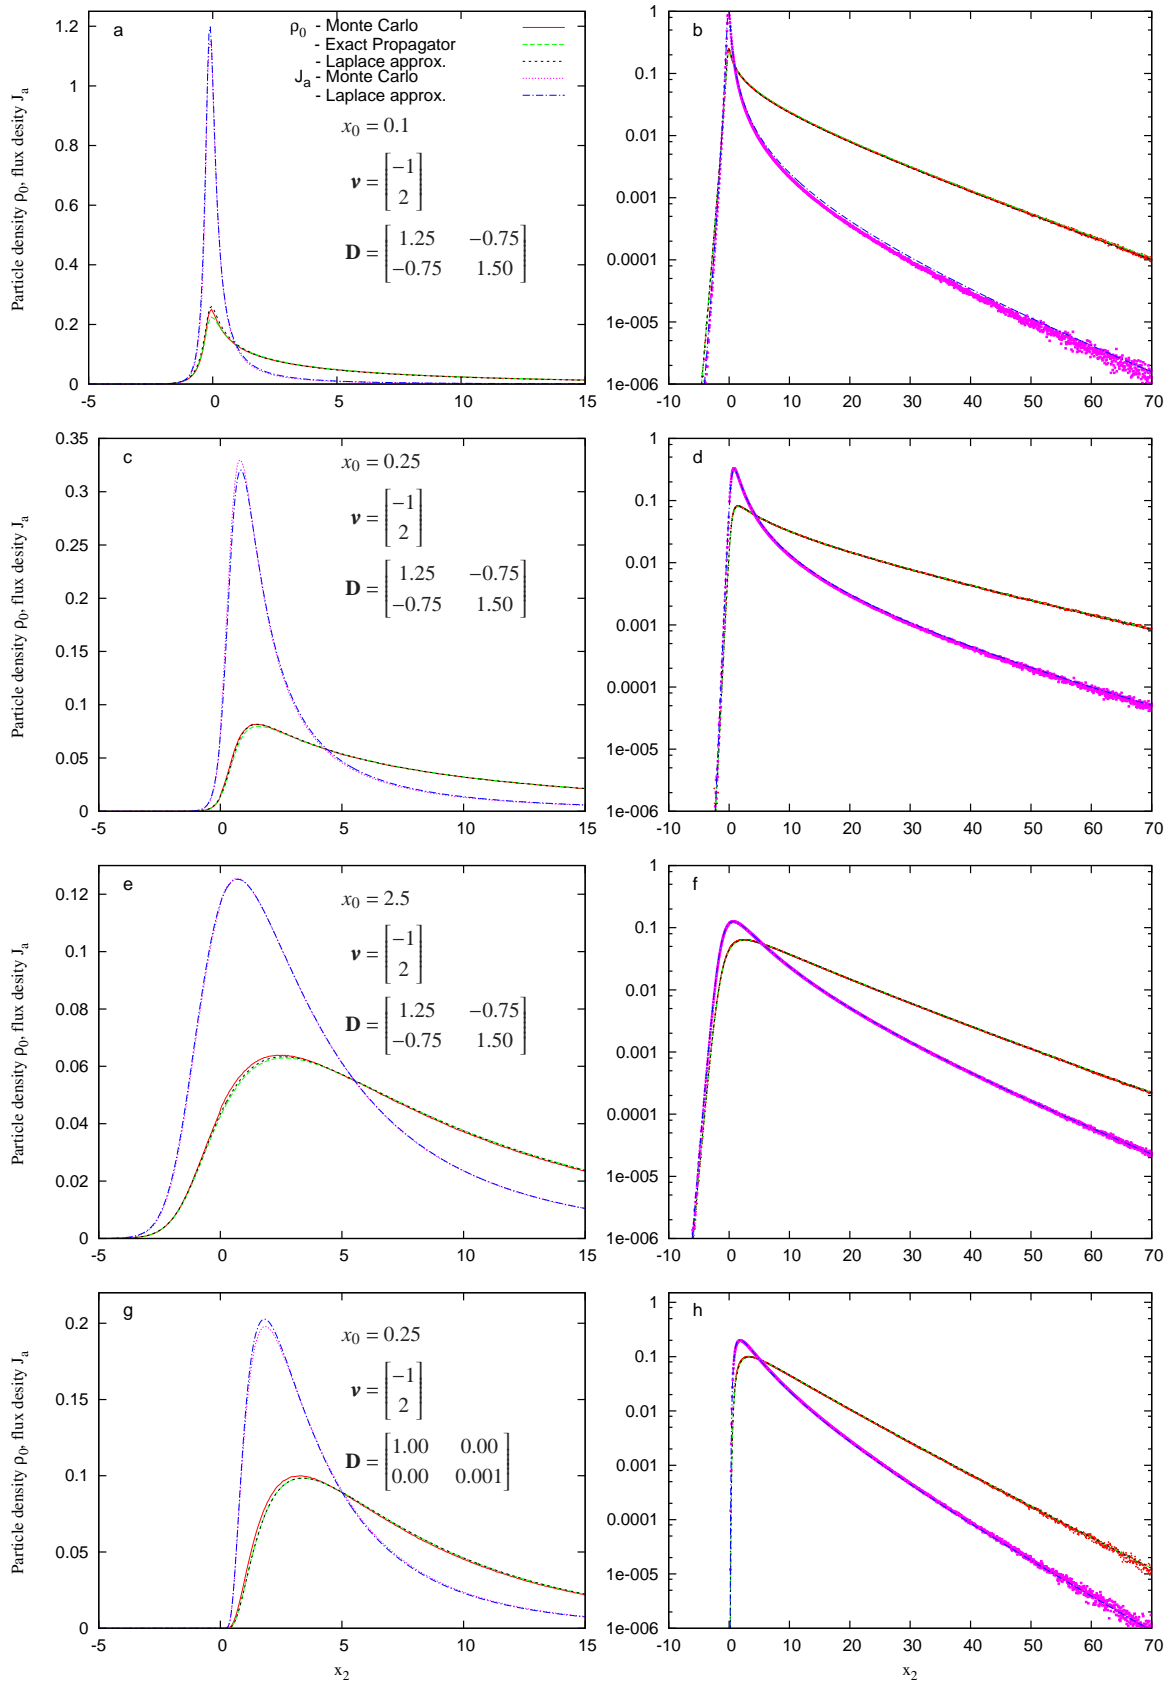 a
ρ0 - Monte Carlo
- Exact Propagator
- Laplace approx.
Ja - Monte Carlo
- Laplace approx.
x0 = 0.1
ν = [−1
2]
D = [1.25 −0.75
−0.75 1.50]
Particle density ρ0, flux desity Ja
1.2
1
0.8
0.6
0.4
0.2
0
-5 0 5 10 15
b
1
0.1
0.01
0.001
0.0001
1e-005
1e-006
-10 0 10 20 30 40 50 60 70
c
x0 = 0.25
ν = [−1
2]
D = [1.25 −0.75
−0.75 1.50]
Particle density ρ0, flux desity Ja
0.35
0.3
0.25
0.2
0.15
0.1
0.05
0
-5 0 5 10 15
d
1
0.1
0.01
0.001
0.0001
1e-005
1e-006
-10 0 10 20 30 40 50 60 70
e
x0 = 2.5
ν = [−1
2]
D = [1.25 −0.75
−0.75 1.50]
Particle density ρ0, flux desity Ja
0.12
0.1
0.08
0.06
0.04
0.02
0
-5 0 5 10 15
f
1
0.1
0.01
0.001
0.0001
1e-005
1e-006
-10 0 10 20 30 40 50 60 70
g
x0 = 0.25
ν = [−1
2]
D = [1.00 0.00
0.00 0.001]
Particle density ρ0, flux desity Ja
0.2
0.15
0.1
0.05
0
-5 0 5 10 15
x2
h
1
0.1
0.01
0.001
0.0001
1e-005
1e-006
-10 0 10 20 30 40 50 60 70
x2